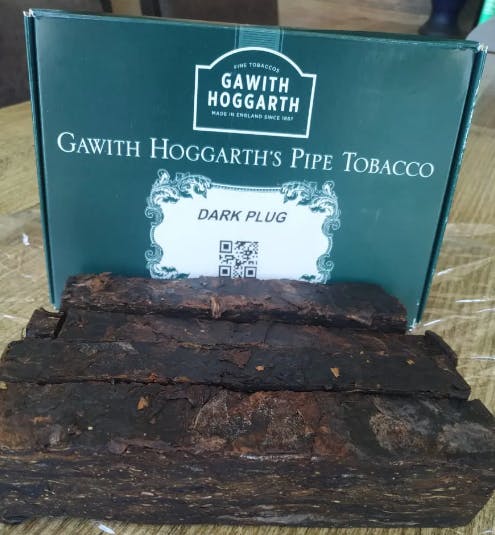 FINE TOBACCOS
GAWITH
HOGGARTH
MADE IN ENGLAND SINCE 1887
GAWITH HOGGARTH'S PIPE TOBACCO
DARK PLUG